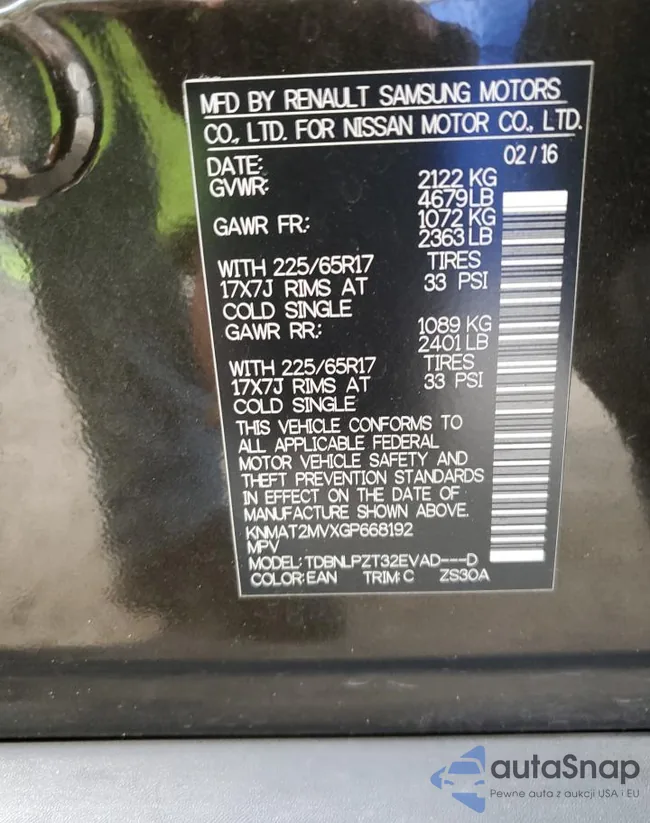 MFD BY RENAULT SAMSUNG MOTORS
CO., LTD. FOR NISSAN MOTOR CO., LTD.
DATE: 02/16
GVWR: 2122 KG
4679LB
GAWR FR.: 1072 KG
2363 LB
WITH 225/65R17 TIRES
17X7J RIMS AT 33 PSI
COLD SINGLE
GAWR RR.: 1089 KG
2401 LB
WITH 225/65R17 TIRES
17X7J RIMS AT 33 PSI
COLD SINGLE
THIS VEHICLE CONFORMS TO
ALL APPLICABLE FEDERAL
MOTOR VEHICLE SAFETY AND
THEFT PREVENTION STANDARDS
IN EFFECT ON THE DATE OF
MANUFACTURE SHOWN ABOVE.
KNMAT2MVXGP668192
MPV
MODEL: TDBNLPZT32EVAD---D
COLOR:EAN TRIM: C ZS30A
autaSnap
Pewne auta z aukcji USA i EU